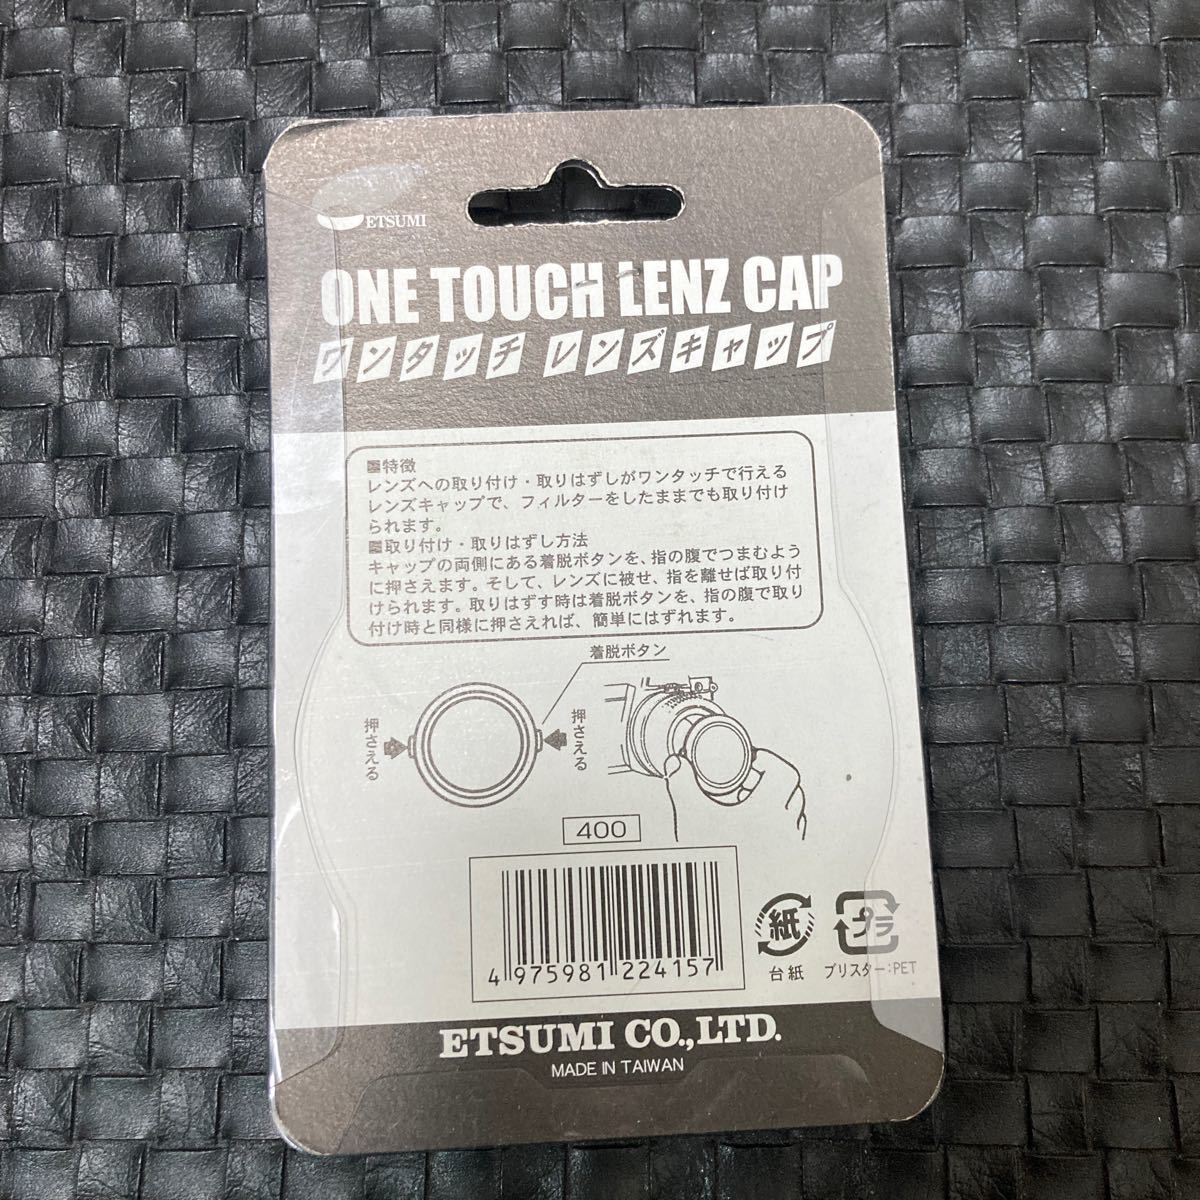 ETSUMI
ONE TOUCH LENZ CAP
ワンタッチ レンズキャップ
■特徴
レンズへの取り付け・取りはずしがワンタッチで行える
レンズキャップで、フィルターをしたままでも取り付け
られます。
■取り付け・取りはずし方法
キャップの両側にある着脱ボタンを、指の腹でつまむよう
に押さえます。そして、レンズに被せ、指を離せば取り付
けられます。取りはずす時は着脱ボタンを、指の腹で取り
付け時と同様に押さえれば、簡単にはずれます。
着脱ボタン
押さえる
押さえる
400
4 975981 224157
紙
プラ
台紙
ブリスター:PET
ETSUMI CO.,LTD.
MADE IN TAIWAN